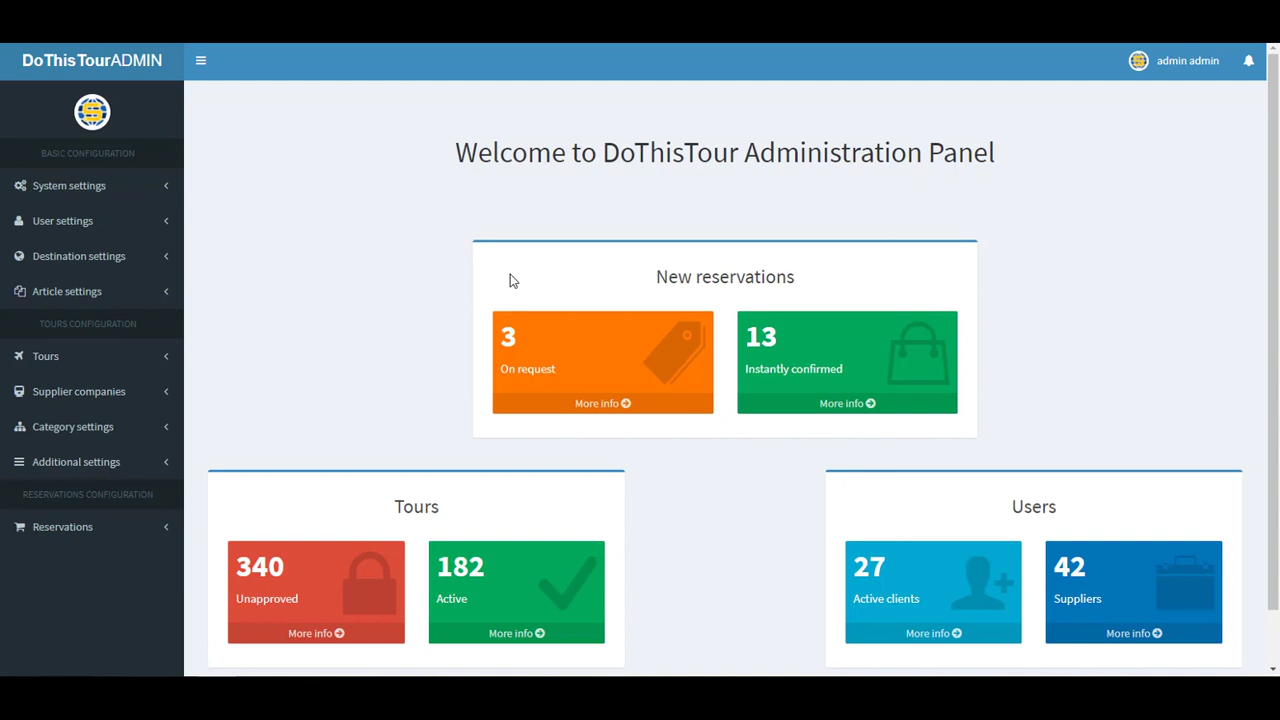 DoThisTourADMIN
admin admin
BASIC CONFIGURATION
System settings
User settings
Destination settings
Article settings
TOURS CONFIGURATION
Tours
Supplier companies
Category settings
Additional settings
RESERVATIONS CONFIGURATION
Reservations
Welcome to DoThisTour Administration Panel
New reservations
3
On request
More info
13
Instantly confirmed
More info
Tours
340
Unapproved
More info
182
Active
More info
Users
27
Active clients
More info
42
Suppliers
More info